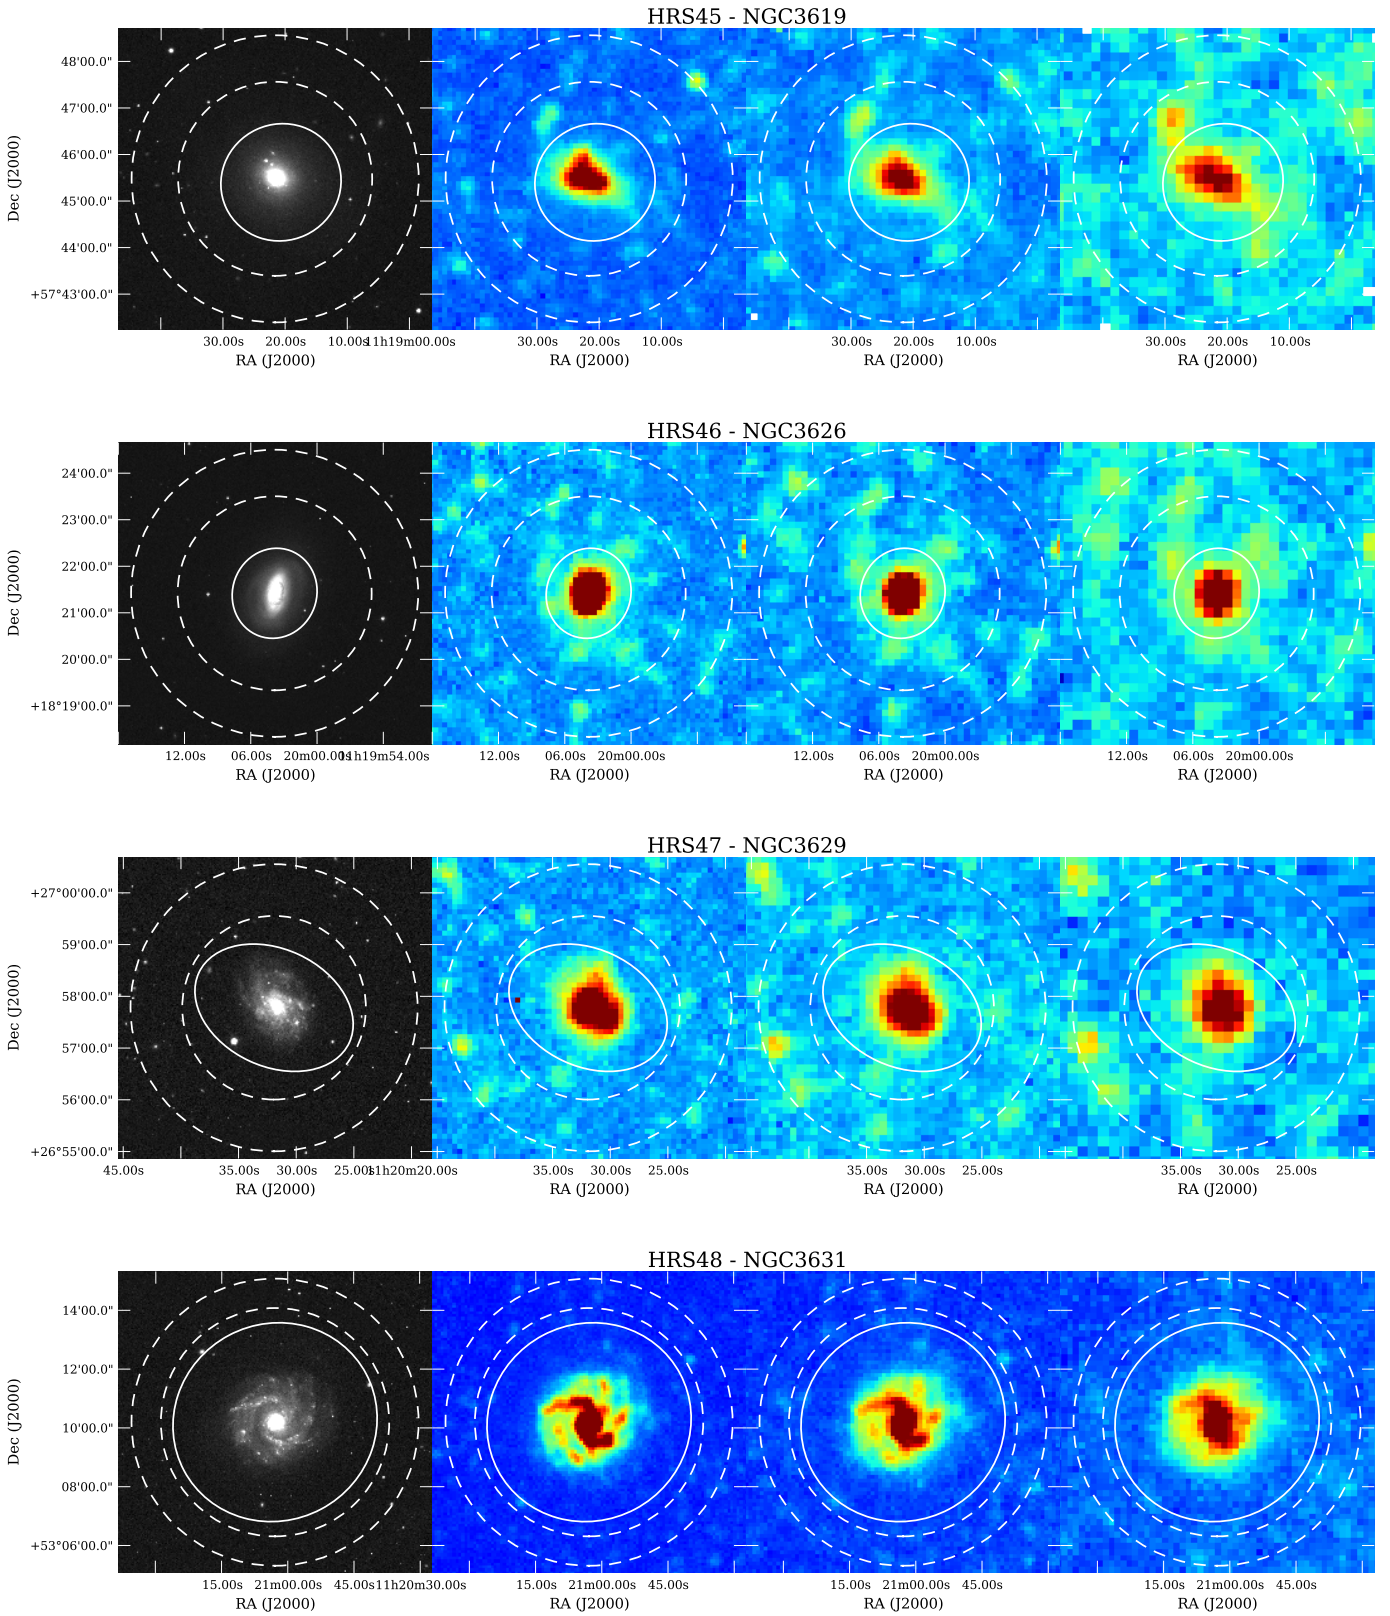 HRS45 - NGC3619
Dec (J2000)
48'00.0"
47'00.0"
46'00.0"
45'00.0"
44'00.0"
+57°43'00.0"
30.00s 20.00s 10.00s 11h19m00.00s 30.00s 20.00s 10.00s 30.00s 20.00s 10.00s 30.00s 20.00s 10.00s
RA (J2000) RA (J2000) RA (J2000) RA (J2000)
HRS46 - NGC3626
Dec (J2000)
24'00.0"
23'00.0"
22'00.0"
21'00.0"
20'00.0"
+18°19'00.0"
12.00s 06.00s 20m00.00s 11h19m54.00s 12.00s 06.00s 20m00.00s 12.00s 06.00s 20m00.00s 12.00s 06.00s 20m00.00s
RA (J2000) RA (J2000) RA (J2000) RA (J2000)
HRS47 - NGC3629
Dec (J2000)
+27°00'00.0"
59'00.0"
58'00.0"
57'00.0"
56'00.0"
+26°55'00.0"
45.00s 35.00s 30.00s 25.00s 11h20m20.00s 35.00s 30.00s 25.00s 35.00s 30.00s 25.00s 35.00s 30.00s 25.00s
RA (J2000) RA (J2000) RA (J2000) RA (J2000)
HRS48 - NGC3631
Dec (J2000)
14'00.0"
12'00.0"
10'00.0"
08'00.0"
+53°06'00.0"
15.00s 21m00.00s 45.00s 11h20m30.00s 15.00s 21m00.00s 45.00s 15.00s 21m00.00s 45.00s 15.00s 21m00.00s 45.00s
RA (J2000) RA (J2000) RA (J2000) RA (J2000)